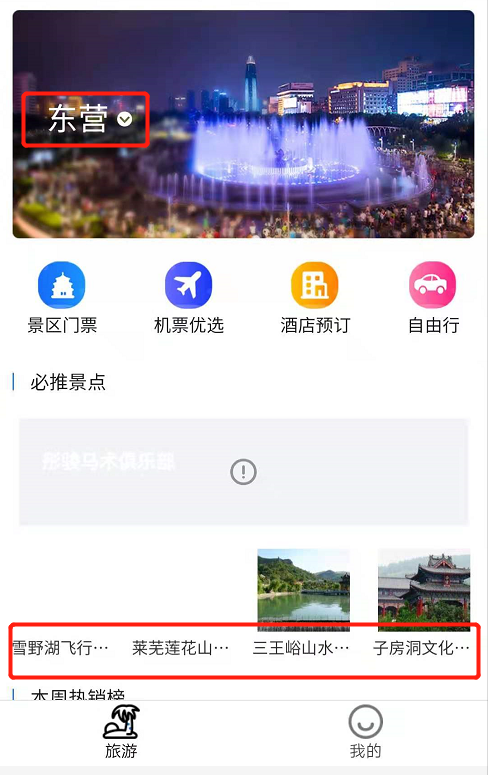 东营
景区门票 机票优选 酒店预订 自由行
必推景点
彤骏马术俱乐部
雪野湖飞行… 莱芜莲花山… 三王峪山水… 子房洞文化…
本周热销榜
旅游 我的